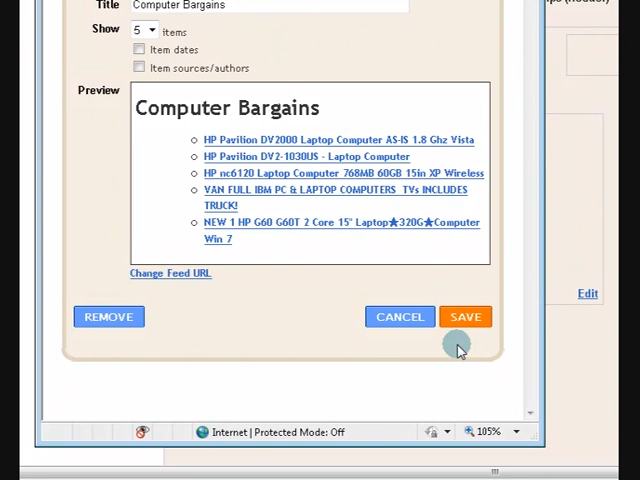 Title Computer Bargains
Show 5 items
Item dates
Item sources/authors
Preview
Computer Bargains
HP Pavilion DV2000 Laptop Computer AS-IS 1.8 Ghz Vista
HP Pavilion DV2-1030US - Laptop Computer
HP nc6120 Laptop Computer 768MB 60GB 15in XP Wireless
VAN FULL IBM PC & LAPTOP COMPUTERS TVs INCLUDES
TRUCK!
NEW 1 HP G60 G60T 2 Core 15" Laptop★320G★Computer
Win 7
Change Feed URL
Edit
REMOVE CANCEL SAVE
Internet | Protected Mode: Off 105%